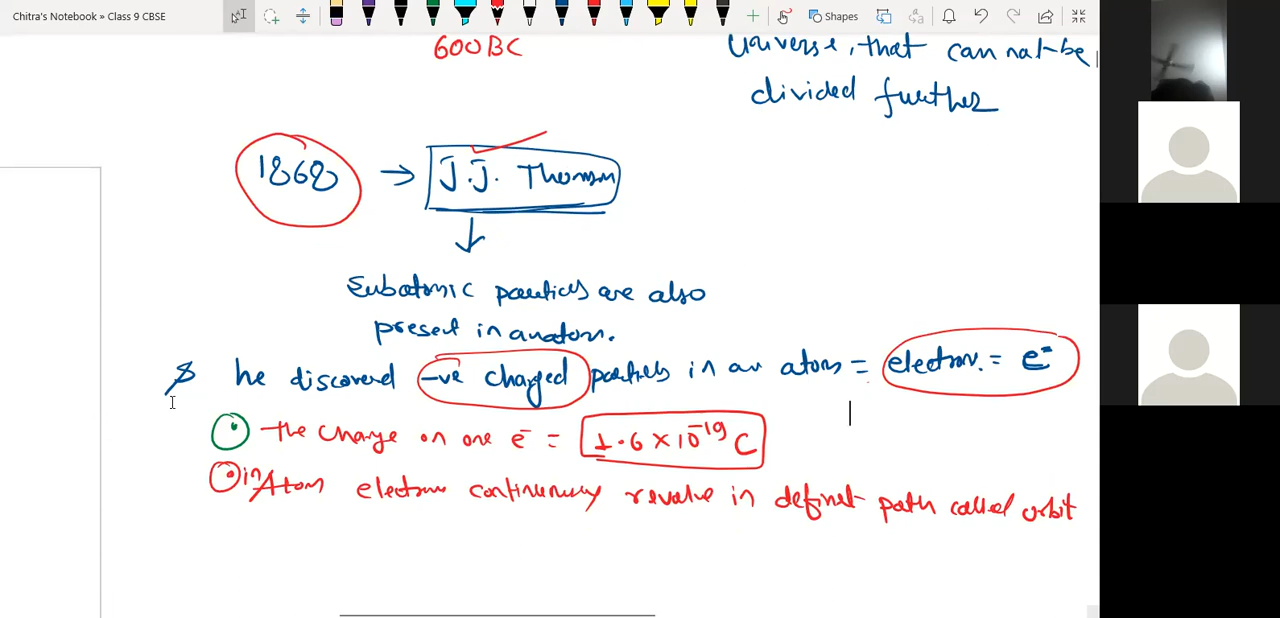 Chitra's Notebook » Class 9 CBSE
Shapes
600BC
Universe, that can not be
divided further
1868 → J.J. Thomson
Subatomic particles are also
present in an atom.
he discovered -ve charged particles in an atom = electron. = e⁻
the charge on one e⁻ = 1.6 × 10⁻¹⁹ C
in Atom electrons continuously revolve in definet path called orbit